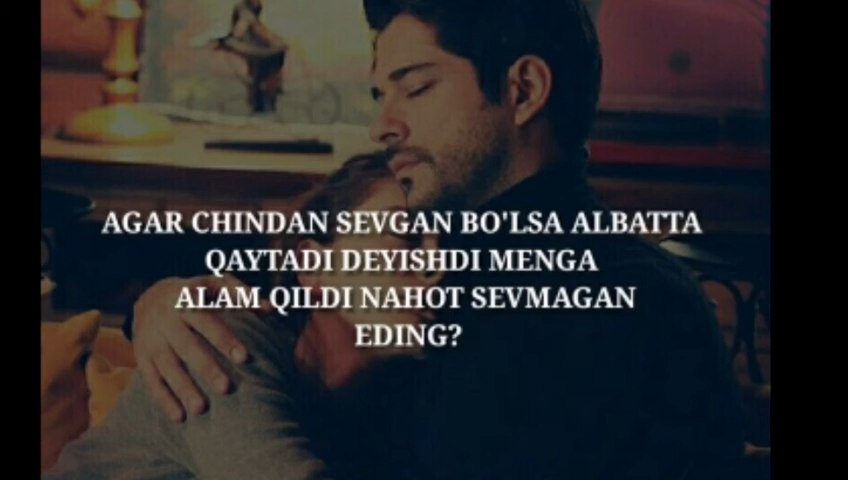 AGAR CHINDAN SEVGAN BO'LSA ALBATTA
QAYTADI DEYISHDI MENGA
ALAM QILDI NAHOT SEVMAGAN
EDING?